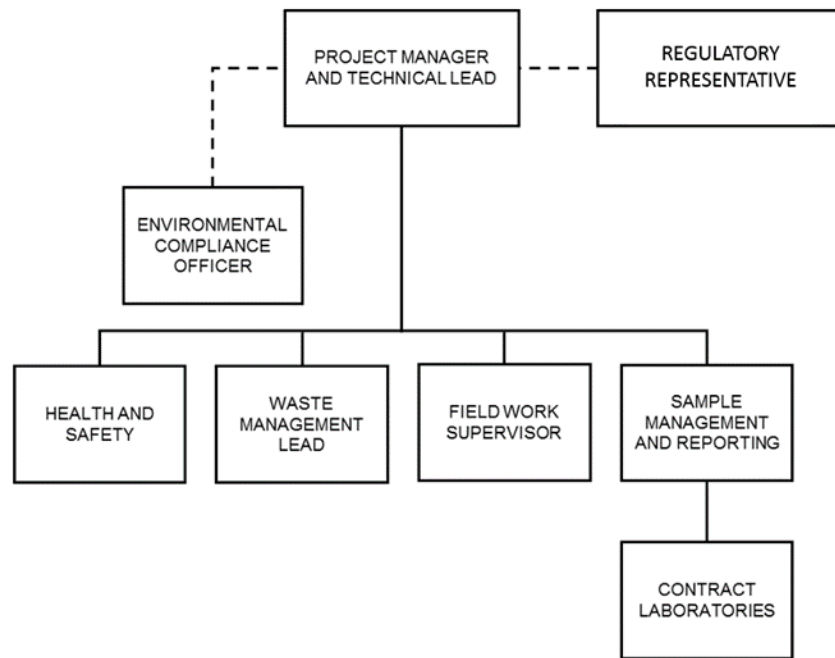 PROJECT MANAGER
AND TECHNICAL LEAD
REGULATORY
REPRESENTATIVE
ENVIRONMENTAL
COMPLIANCE
OFFICER
HEALTH AND
SAFETY
WASTE
MANAGEMENT
LEAD
FIELD WORK
SUPERVISOR
SAMPLE
MANAGEMENT
AND REPORTING
CONTRACT
LABORATORIES